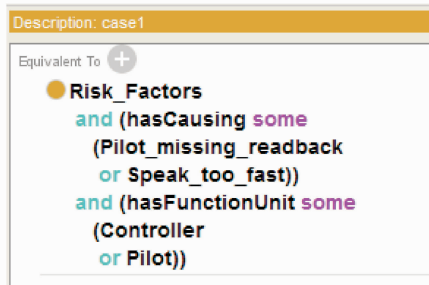 Description: case1
Equivalent To
Risk_Factors
and (hasCausing some
(Pilot_missing_readback
or Speak_too_fast))
and (hasFunctionUnit some
(Controller
or Pilot))